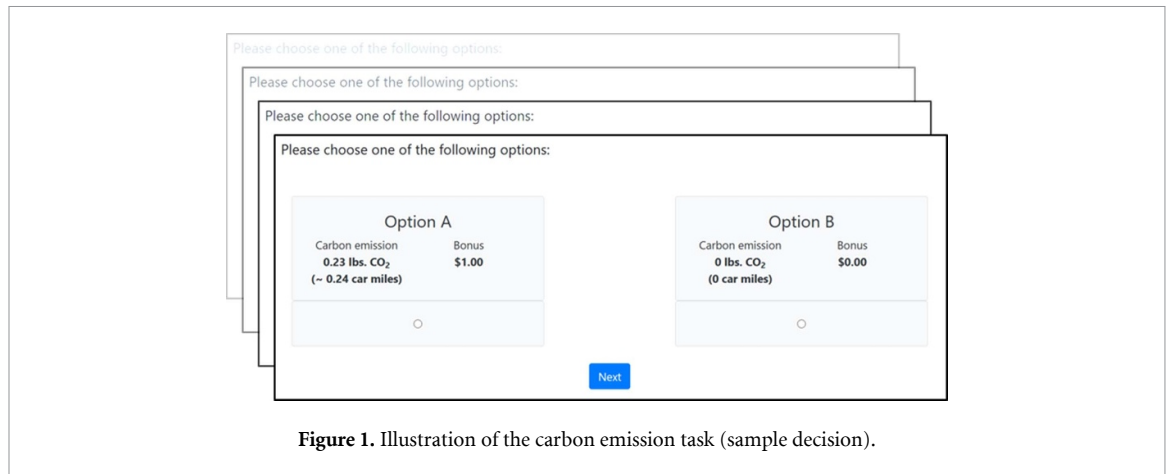 Please choose one of the following options:
Please choose one of the following options:
Please choose one of the following options:
Please choose one of the following options:
Option A
Carbon emission Bonus
0.23 lbs. CO₂ $1.00
(~ 0.24 car miles)
Option B
Carbon emission Bonus
0 lbs. CO₂ $0.00
(0 car miles)
Next
Figure 1. Illustration of the carbon emission task (sample decision).